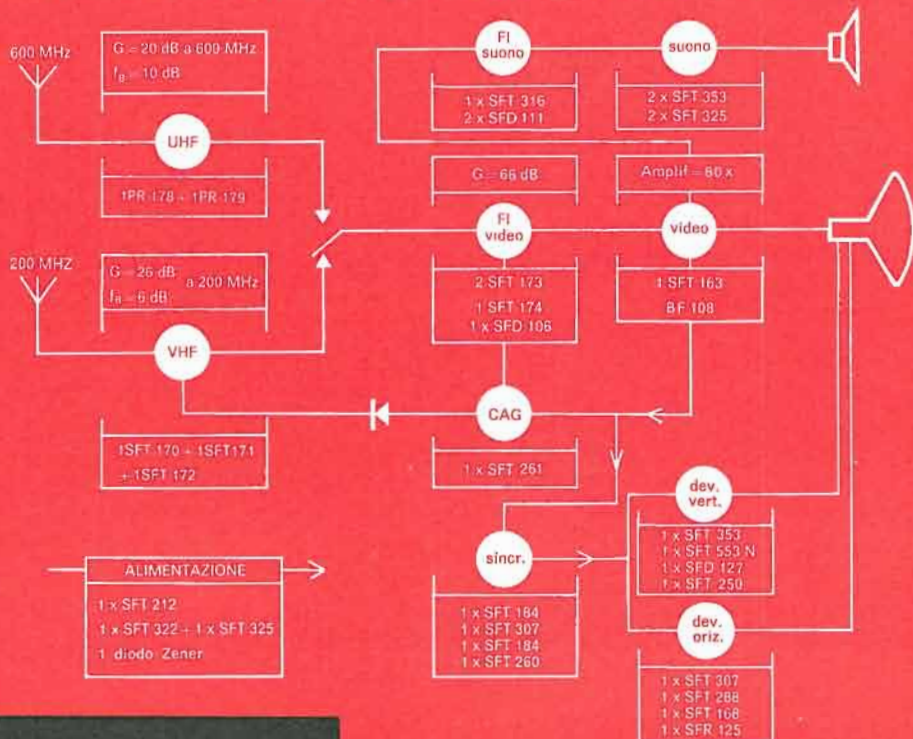 600 MHz
G = 20 dB a 600 MHz
f_B = 10 dB
UHF
1PR 178 + 1PR 179
200 MHZ
G = 26 dB
f_B = 6 dB
a 200 MHz
VHF
1SFT 170 + 1SFT171
+ 1SFT 172
FI
suono
1 x SFT 316
2 x SFD 111
suono
2 x SFT 353
2 x SFT 325
G = 66 dB
FI
video
2 SFT 173
1 SFT 174
1 x SFD 106
Amplif = 80 x
video
1 SFT 163
BF 108
CAG
1 x SFT 261
sincr.
1 x SFT 184
1 x SFT 307
1 x SFT 184
1 x SFT 260
dev.
vert.
1 x SFT 353
1 x SFT 553 N
1 x SFD 127
1 x SFT 250
dev.
oriz.
1 x SFT 307
1 x SFT 288
1 x SFT 168
1 x SFR 125
ALIMENTAZIONE
1 x SFT 212
1 x SFT 322 + 1 x SFT 325
1 diodo Zener